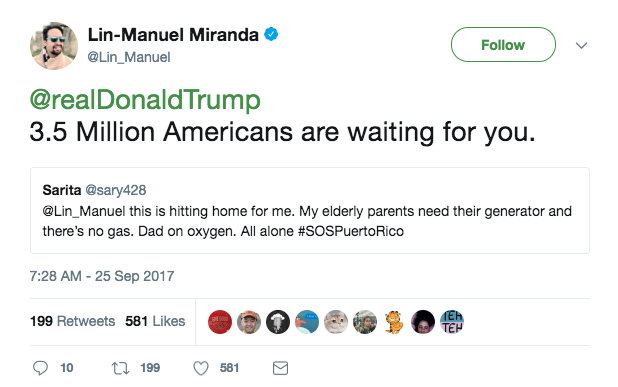 Lin-Manuel Miranda
@Lin_Manuel
Follow
@realDonaldTrump
3.5 Million Americans are waiting for you.
Sarita @sary428
@Lin_Manuel this is hitting home for me. My elderly parents need their generator and
there's no gas. Dad on oxygen. All alone #SOSPuertoRico
7:28 AM - 25 Sep 2017
199 Retweets 581 Likes
YEH
TEH
10 199 581